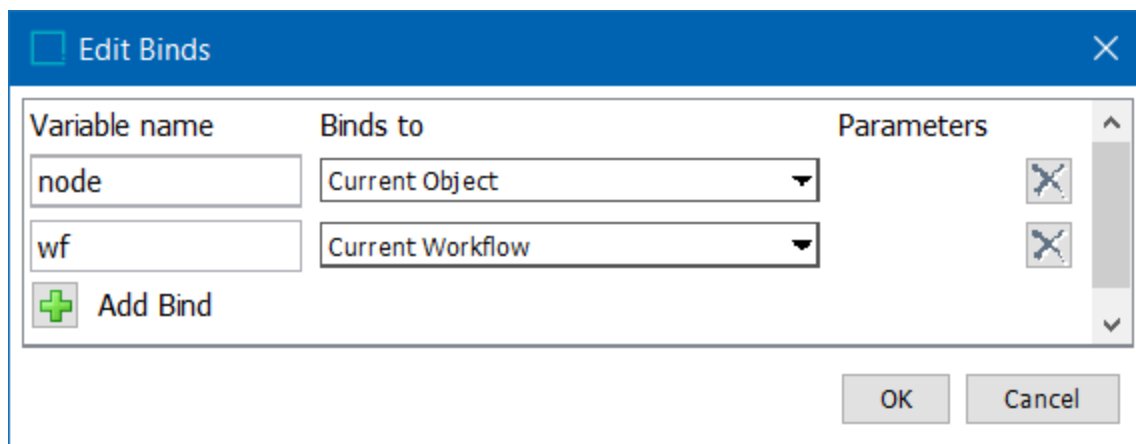 Edit Binds
Variable name Binds to Parameters
node Current Object
wf Current Workflow
Add Bind
OK Cancel